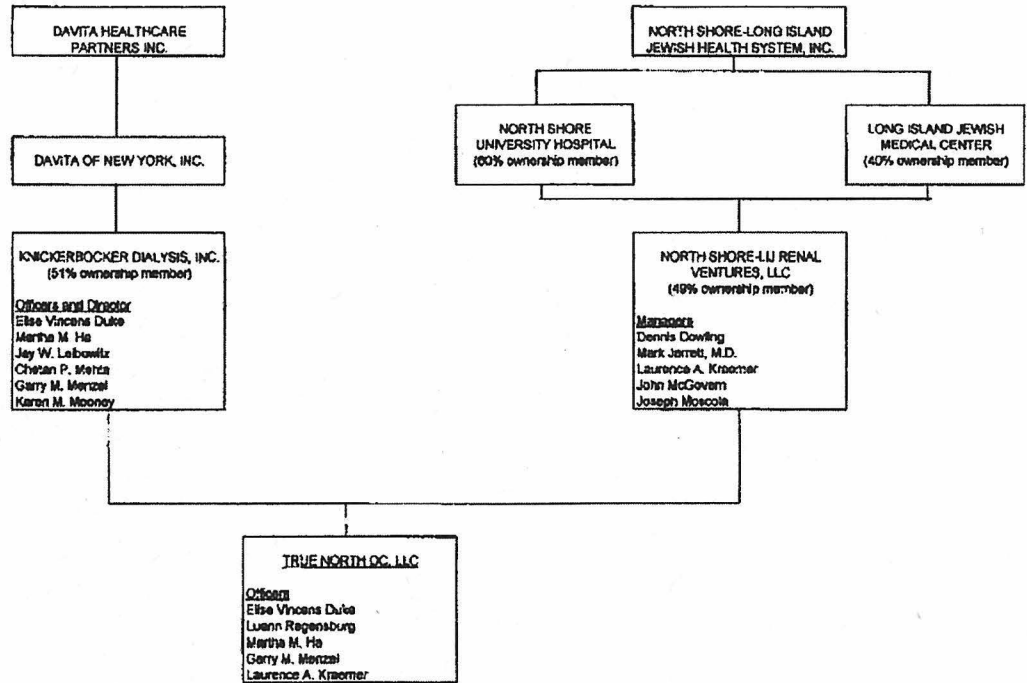 DAVITA HEALTHCARE
PARTNERS INC.
NORTH SHORE-LONG ISLAND
JEWISH HEALTH SYSTEM, INC.
DAVITA OF NEW YORK, INC.
NORTH SHORE
UNIVERSITY HOSPITAL
(60% ownership member)
LONG ISLAND JEWISH
MEDICAL CENTER
(40% ownership member)
KNICKERBOCKER DIALYSIS, INC.
(51% ownership member)
Officers and Director
Elise Vincens Duke
Martha M. Ha
Jay W. Leibowitz
Chetan P. Mehta
Garry M. Menzel
Karen M. Mooney
NORTH SHORE-LIJ RENAL
VENTURES, LLC
(49% ownership member)
Managers
Dennis Dowling
Mark Jarrett, M.D.
Laurence A. Kraemer
John McGovern
Joseph Moscola
TRUE NORTH DC, LLC
Officers
Elise Vincens Duke
Luann Regensburg
Martha M. Ha
Garry M. Menzel
Laurence A. Kraemer